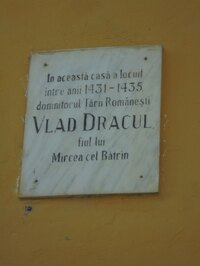 In această casă a locuit
între anii 1431-1435
domnitorul Țării Românești
VLAD DRACUL
fiul lui
Mircea cel Bătrîn